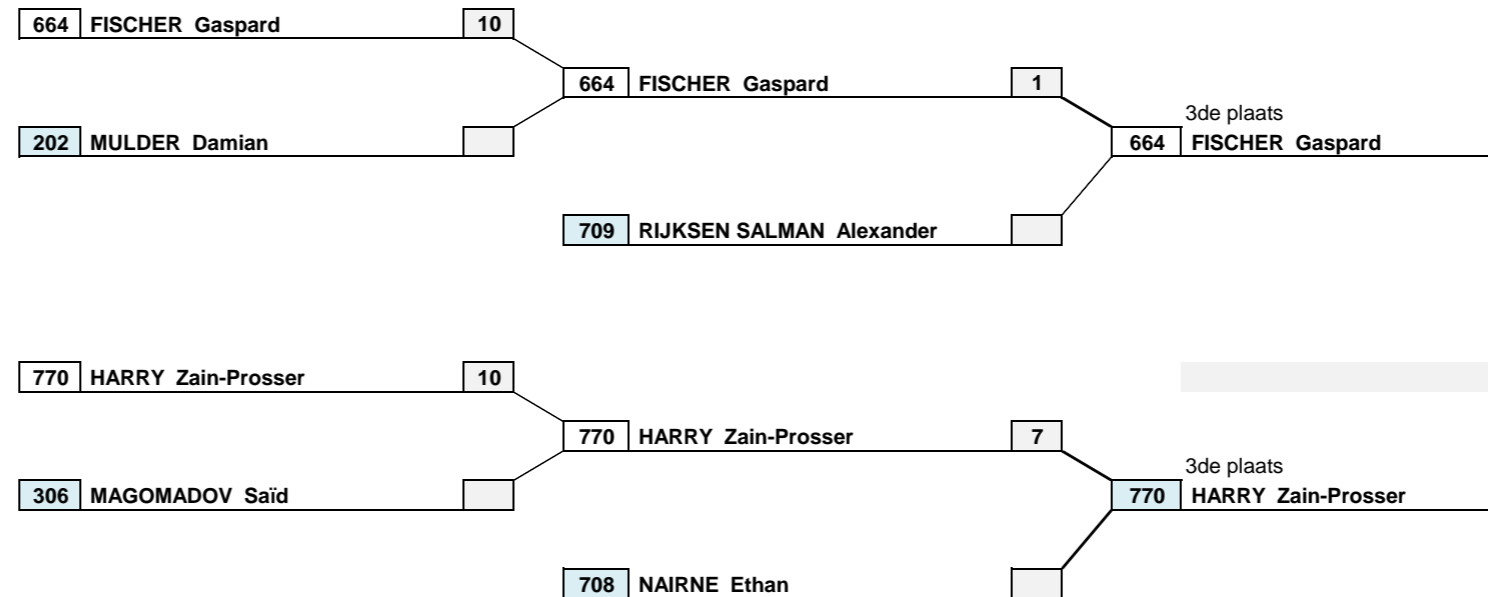 664 FISCHER Gaspard 10
664 FISCHER Gaspard 1
3de plaats
202 MULDER Damian
664 FISCHER Gaspard
709 RIJKSEN SALMAN Alexander
770 HARRY Zain-Prosser 10
770 HARRY Zain-Prosser 7
3de plaats
306 MAGOMADOV Saïd
770 HARRY Zain-Prosser
708 NAIRNE Ethan